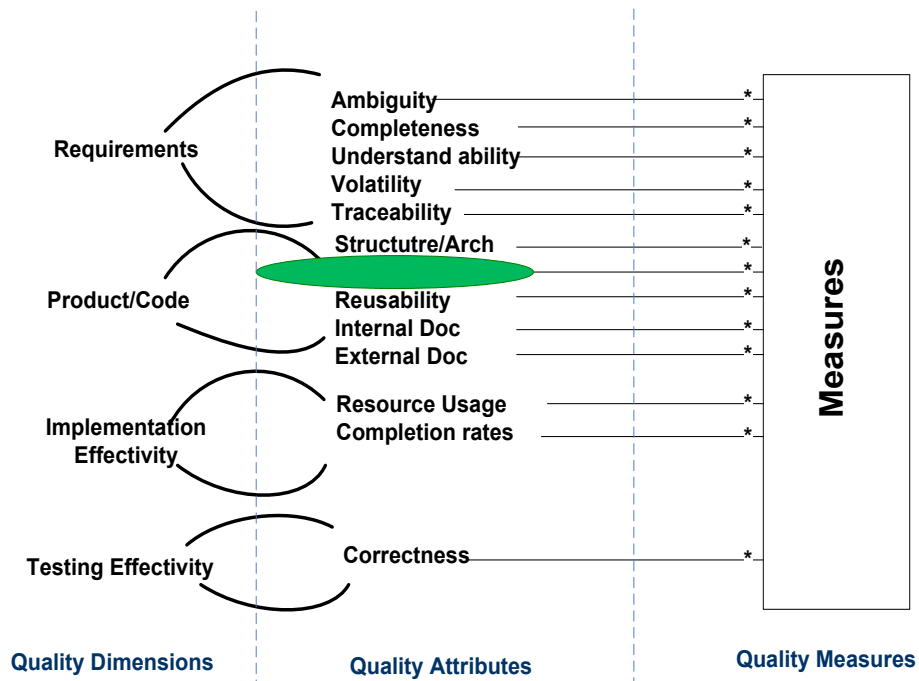 Ambiguity *
Completeness *
Requirements
Understand ability *
Volatility *
Traceability *
Structutre/Arch *
*
Product/Code
Reusability *
Internal Doc *
External Doc *
Measures
Resource Usage *
Implementation
Effectivity
Completion rates *
Correctness *
Testing Effectivity
Quality Dimensions
Quality Attributes
Quality Measures